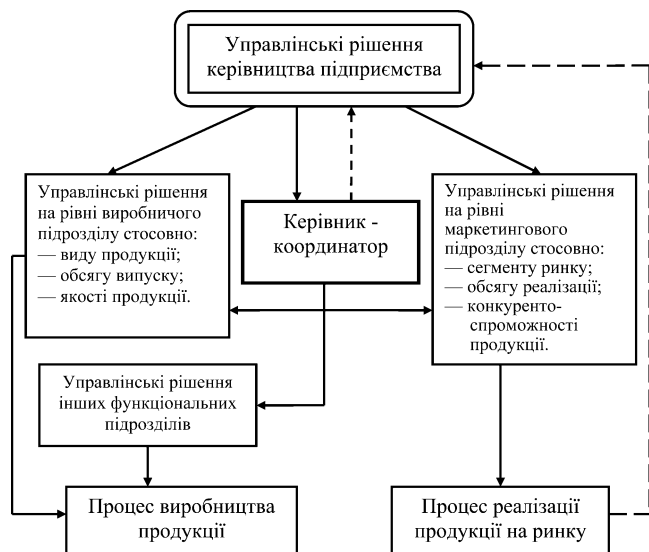 Управлінські рішення
керівництва підприємства
Управлінські рішення
на рівні виробничого
підрозділу стосовно:
— виду продукції;
— обсягу випуску;
— якості продукції.
Керівник -
координатор
Управлінські рішення
на рівні
маркетингового
підрозділу стосовно:
— сегменту ринку;
— обсягу реалізації;
— конкуренто-
спроможності
продукції.
Управлінські рішення
інших функціональних
підрозділів
Процес виробництва
продукції
Процес реалізації
продукції на ринку